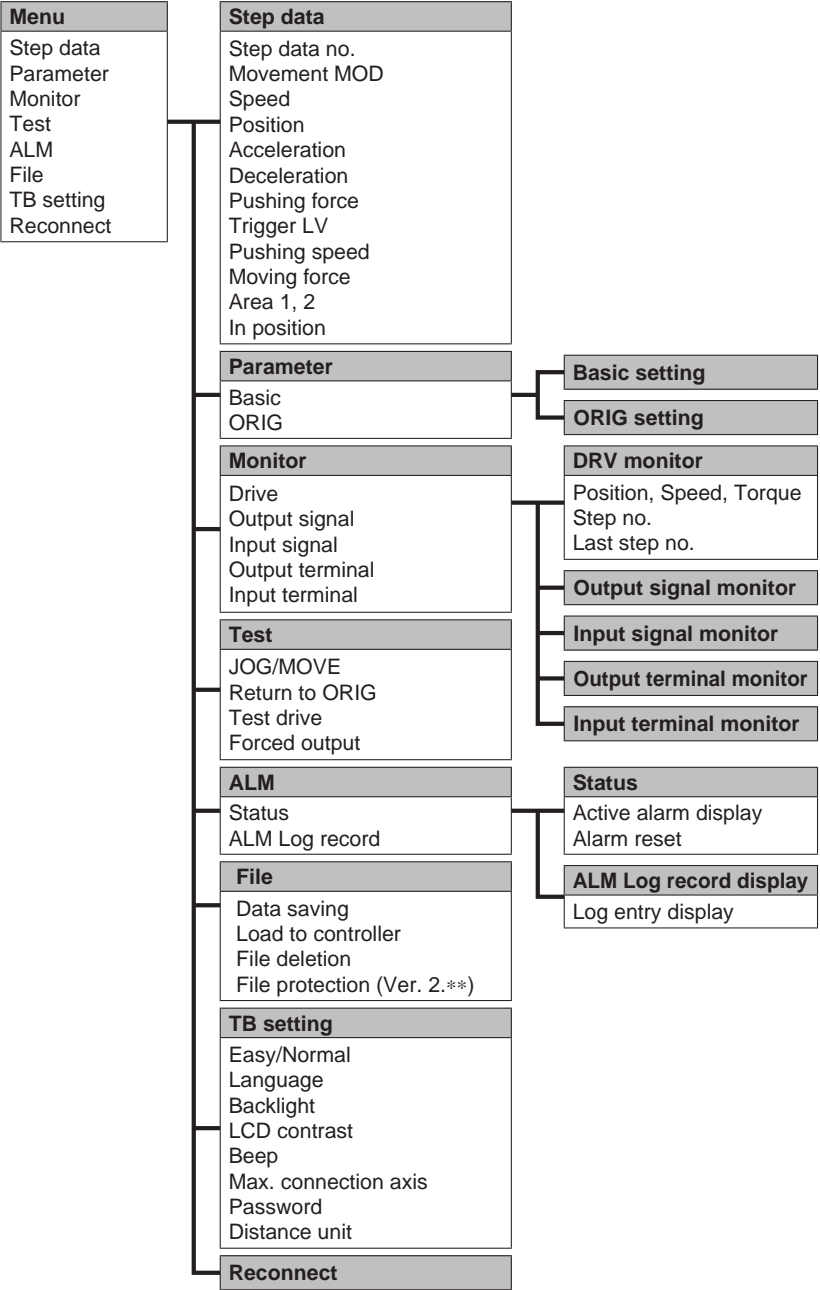 Menu
Step data
Parameter
Monitor
Test
ALM
File
TB setting
Reconnect
Step data
Step data no.
Movement MOD
Speed
Position
Acceleration
Deceleration
Pushing force
Trigger LV
Pushing speed
Moving force
Area 1, 2
In position
Parameter
Basic
ORIG
Basic setting
ORIG setting
Monitor
Drive
Output signal
Input signal
Output terminal
Input terminal
DRV monitor
Position, Speed, Torque
Step no.
Last step no.
Output signal monitor
Input signal monitor
Output terminal monitor
Input terminal monitor
Test
JOG/MOVE
Return to ORIG
Test drive
Forced output
ALM
Status
ALM Log record
Status
Active alarm display
Alarm reset
ALM Log record display
Log entry display
File
Data saving
Load to controller
File deletion
File protection (Ver. 2.**)
TB setting
Easy/Normal
Language
Backlight
LCD contrast
Beep
Max. connection axis
Password
Distance unit
Reconnect